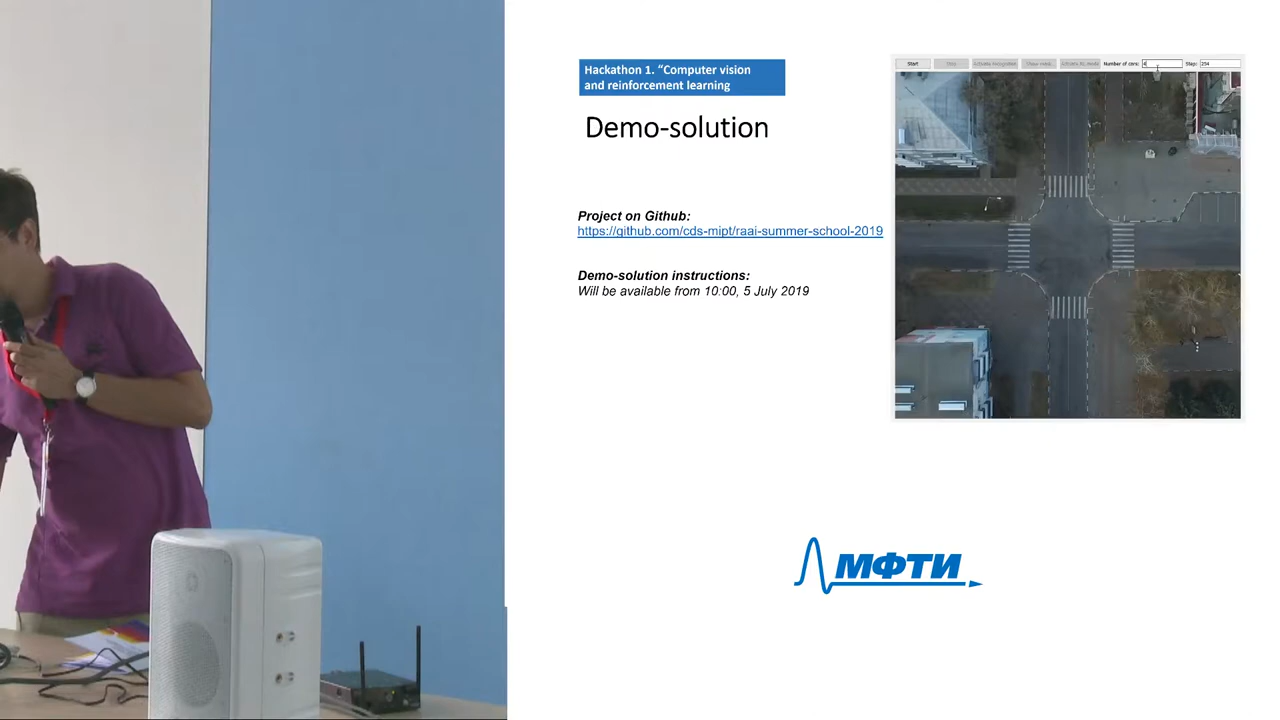 Hackathon 1. “Computer vision
and reinforcement learning
Demo-solution
Project on Github:
https://github.com/cds-mipt/raai-summer-school-2019
Demo-solution instructions:
Will be available from 10:00, 5 July 2019
Start
Stop
Number of cars:
Step: 254
МФТИ